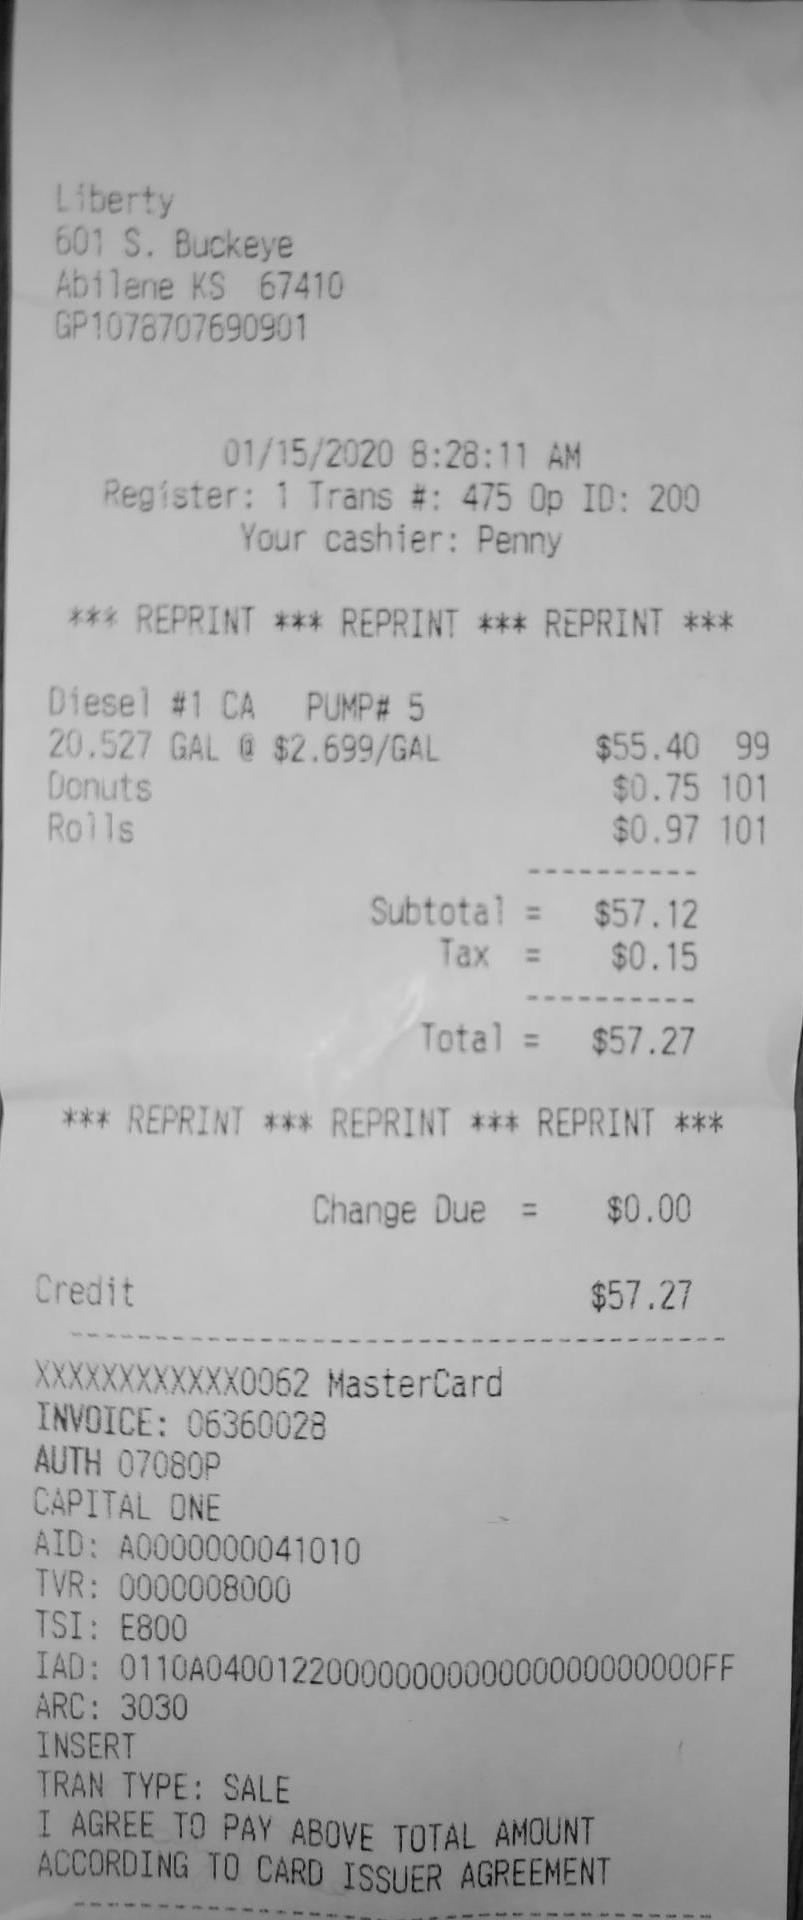 Liberty
601 S. Buckeye
Abilene KS 67410
GP1078707690901
01/15/2020 8:28:11 AM
Register: 1 Trans #: 475 Op ID: 200
Your cashier: Penny
*** REPRINT *** REPRINT *** REPRINT ***
Diesel #1 CA PUMP# 5
20.527 GAL @ $2.699/GAL $55.40 99
Donuts $0.75 101
Rolls $0.97 101
----------
Subtotal = $57.12
Tax = $0.15
----------
Total = $57.27
*** REPRINT *** REPRINT *** REPRINT ***
Change Due = $0.00
Credit $57.27
---------------------------------------
XXXXXXXXXXXX0062 MasterCard
INVOICE: 06360028
AUTH 07080P
CAPITAL ONE
AID: A0000000041010
TVR: 0000008000
TSI: E800
IAD: 0110A04001220000000000000000000000FF
ARC: 3030
INSERT
TRAN TYPE: SALE
I AGREE TO PAY ABOVE TOTAL AMOUNT
ACCORDING TO CARD ISSUER AGREEMENT
---------------------------------------